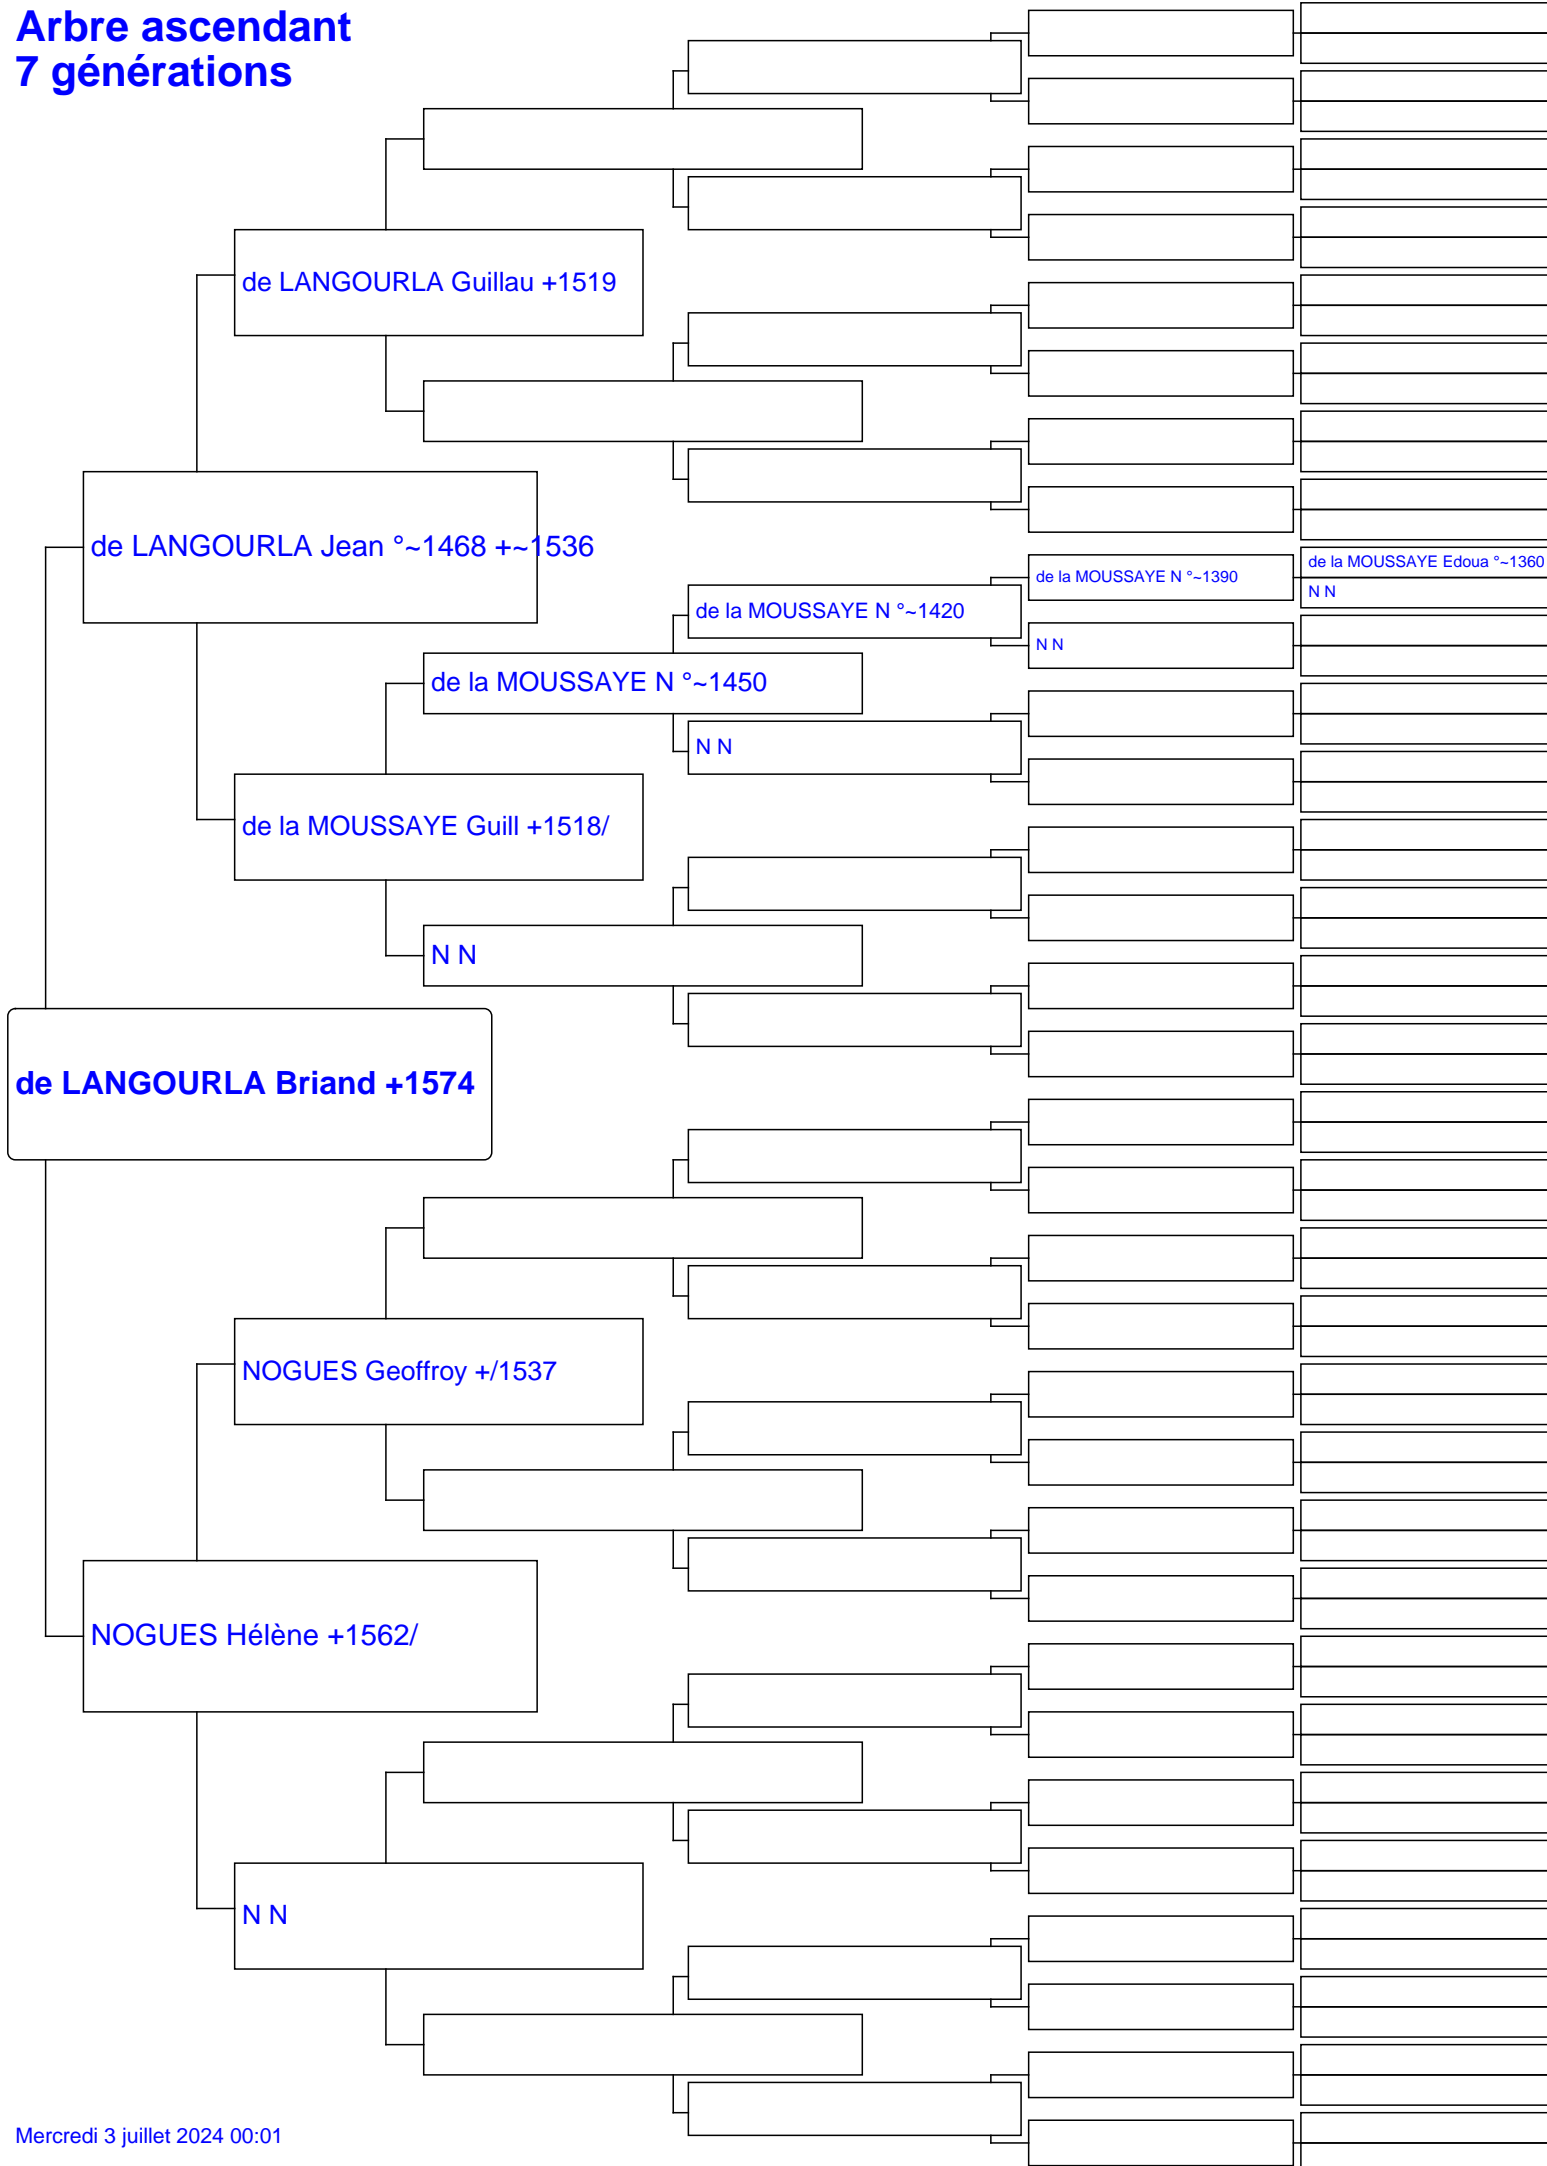 Arbre ascendant
7 générations
de LANGOURLA Guillau +1519
de LANGOURLA Jean °~1468 +~1536
de la MOUSSAYE Edoua °~1360
de la MOUSSAYE N °~1390
N N
de la MOUSSAYE N °~1420
N N
de la MOUSSAYE N °~1450
N N
de la MOUSSAYE Guill +1518/
N N
de LANGOURLA Briand +1574
NOGUES Geoffroy +/1537
NOGUES Hélène +1562/
N N
Mercredi 3 juillet 2024 00:01